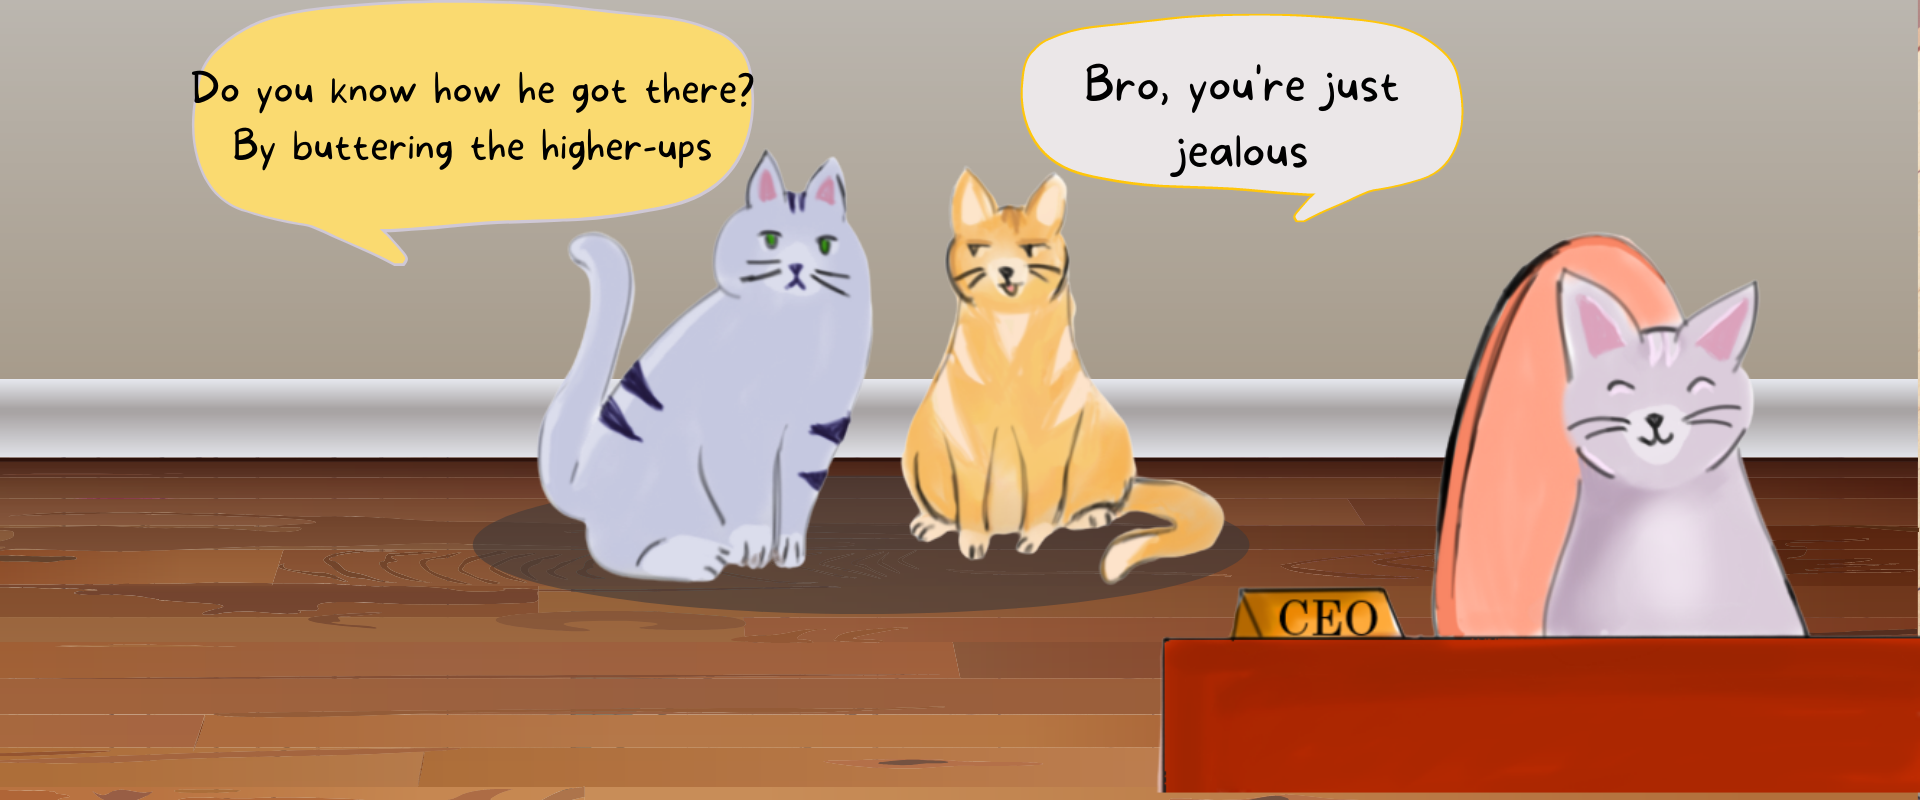 Do you know how he got there?
By buttering the higher-ups
Bro, you're just
jealous
CEO